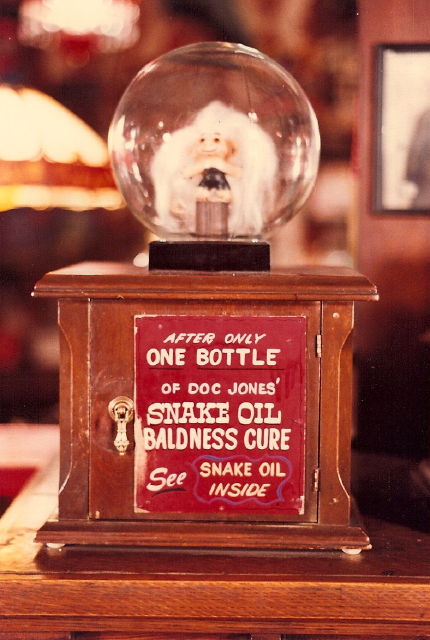 AFTER ONLY
ONE BOTTLE
OF DOC JONES'
SNAKE OIL
BALDNESS CURE
See SNAKE OIL
INSIDE